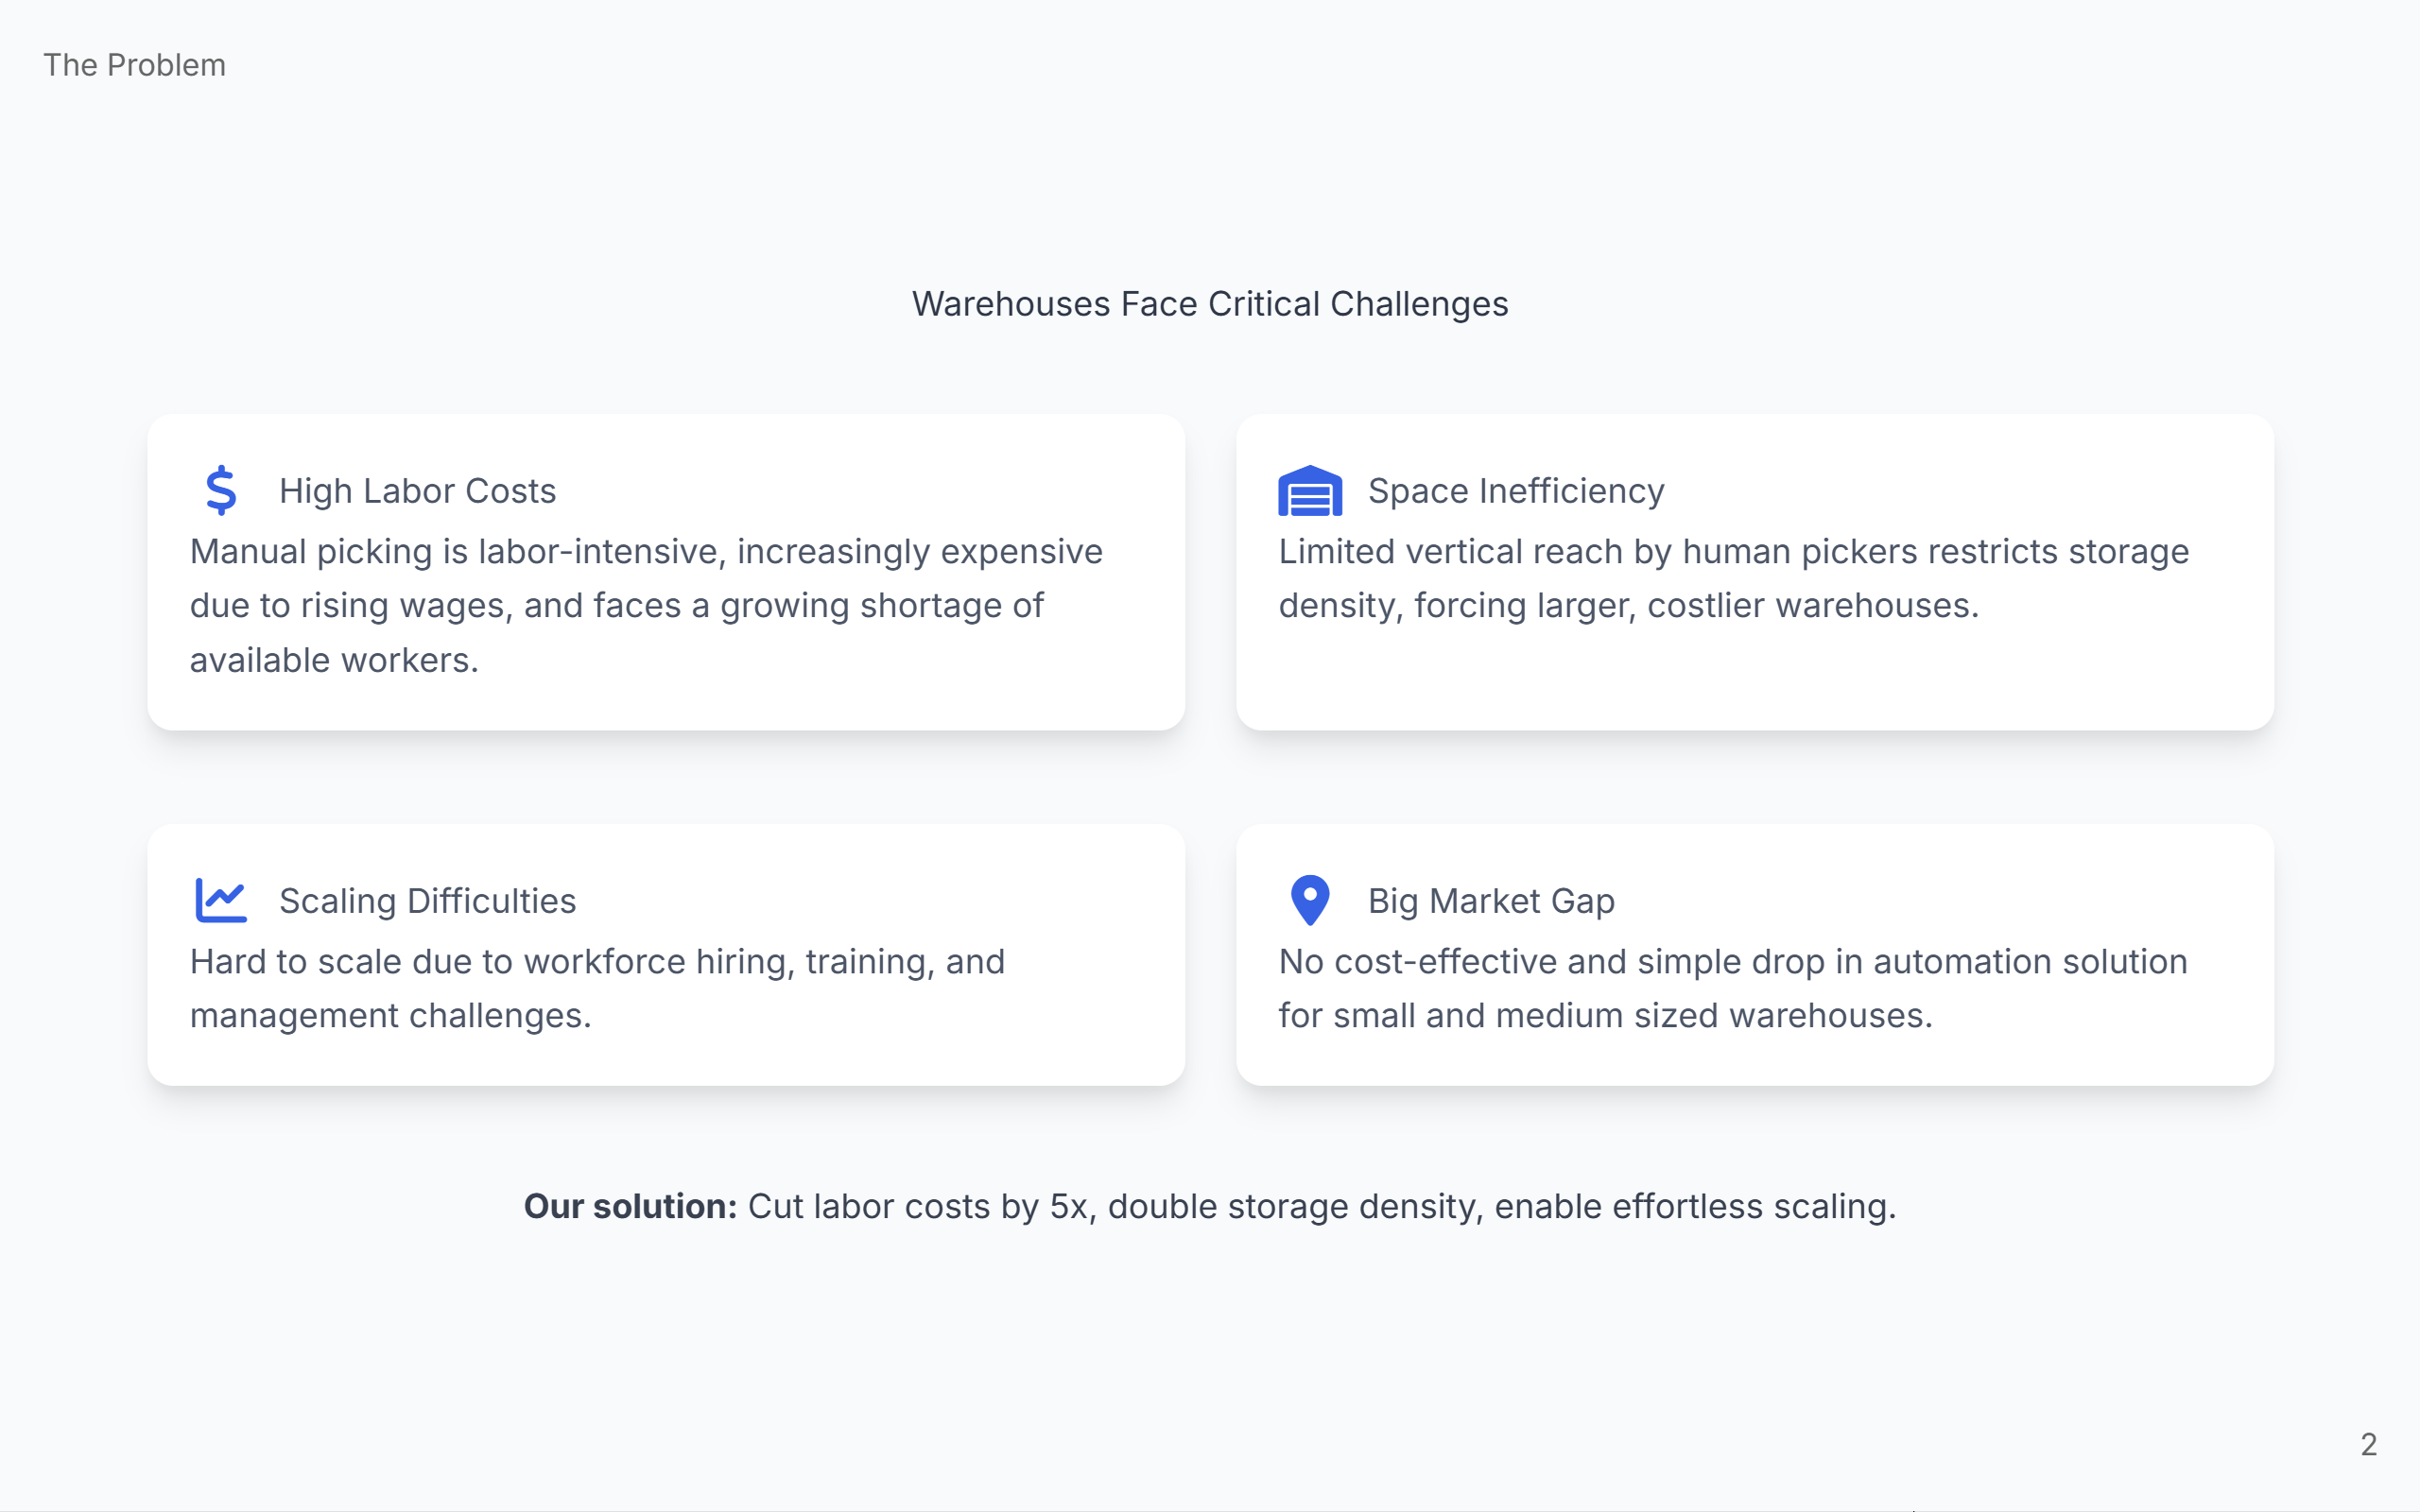 The Problem
Warehouses Face Critical Challenges
High Labor Costs
Manual picking is labor-intensive, increasingly expensive
due to rising wages, and faces a growing shortage of
available workers.
Space Inefficiency
Limited vertical reach by human pickers restricts storage
density, forcing larger, costlier warehouses.
Scaling Difficulties
Hard to scale due to workforce hiring, training, and
management challenges.
Big Market Gap
No cost-effective and simple drop in automation solution
for small and medium sized warehouses.
Our solution: Cut labor costs by 5x, double storage density, enable effortless scaling.
2